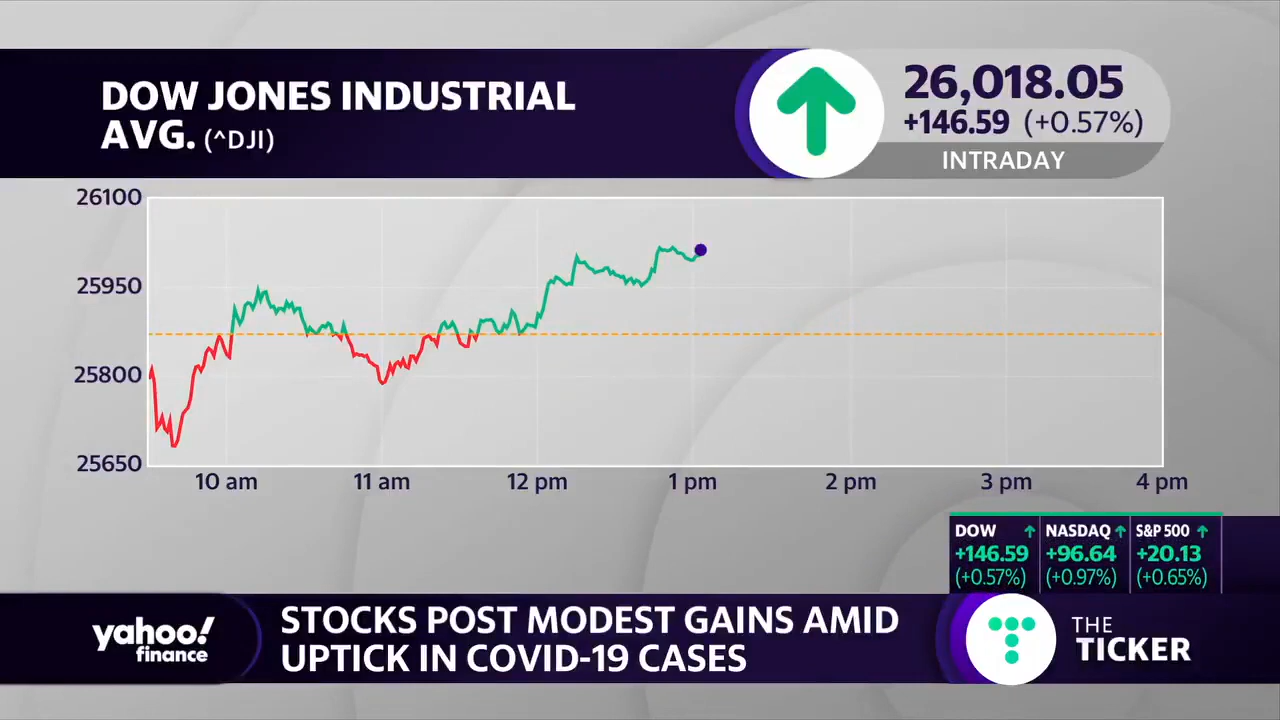 DOW JONES INDUSTRIAL
AVG. (^DJI)
26,018.05
+146.59 (+0.57%)
INTRADAY
26100
25950
25800
25650
10 am 11 am 12 pm 1 pm 2 pm 3 pm 4 pm
DOW NASDAQ S&P 500
+146.59 +96.64 +20.13
(+0.57%) (+0.97%) (+0.65%)
yahoo!
finance
STOCKS POST MODEST GAINS AMID
UPTICK IN COVID-19 CASES
THE
TICKER